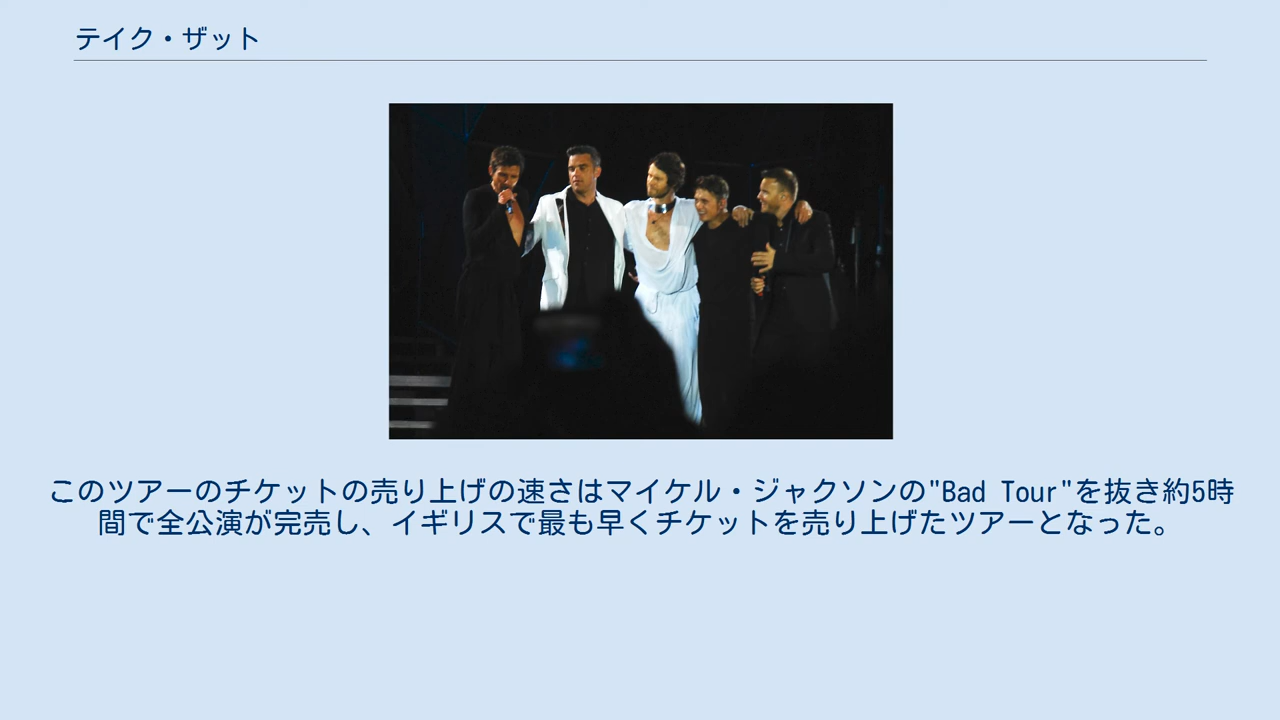 テイク・ザット
このツアーのチケットの売り上げの速さはマイケル・ジャクソンの"Bad Tour"を抜き約5時
間で全公演が完売し、イギリスで最も早くチケットを売り上げたツアーとなった。